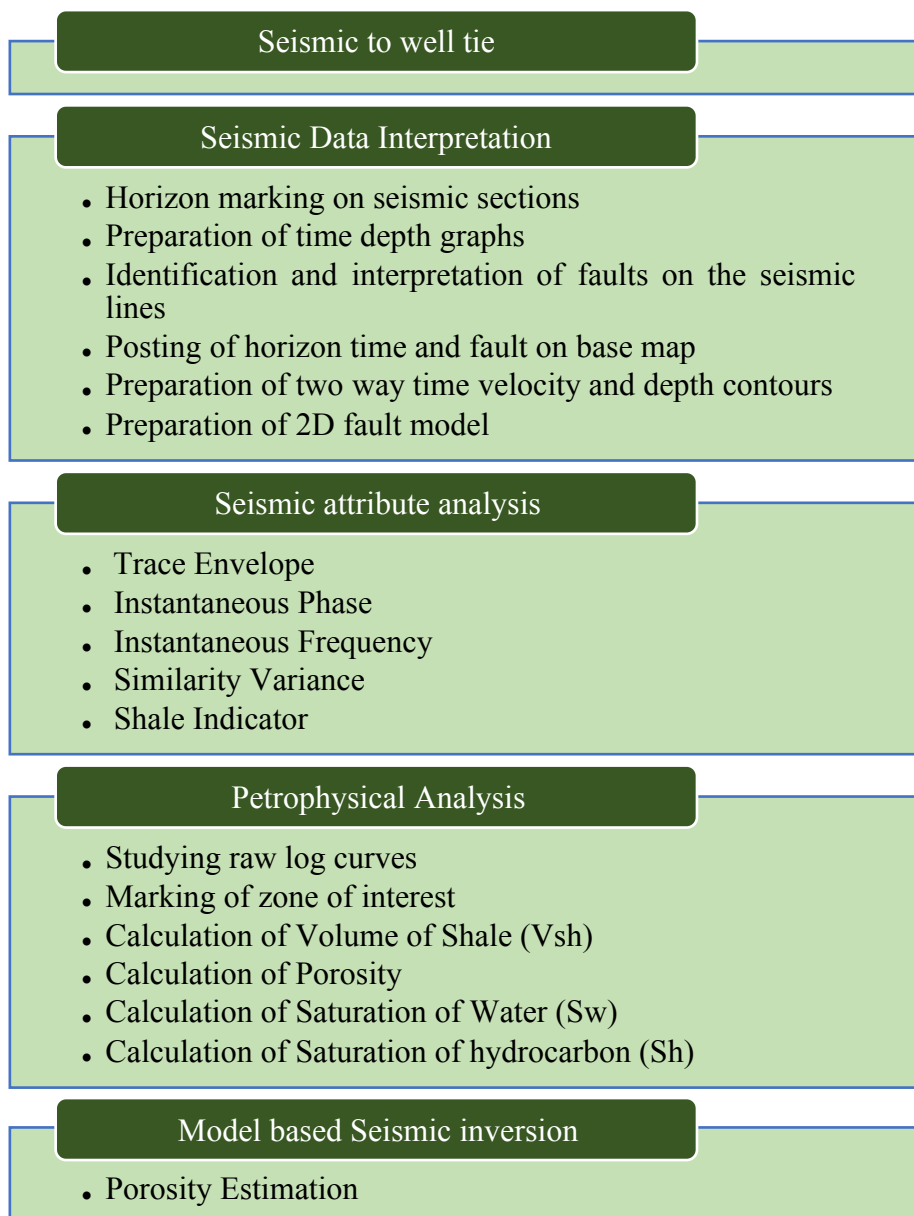 Seismic to well tie
Seismic Data Interpretation
• Horizon marking on seismic sections
• Preparation of time depth graphs
• Identification and interpretation of faults on the seismic
lines
• Posting of horizon time and fault on base map
• Preparation of two way time velocity and depth contours
• Preparation of 2D fault model
Seismic attribute analysis
• Trace Envelope
• Instantaneous Phase
• Instantaneous Frequency
• Similarity Variance
• Shale Indicator
Petrophysical Analysis
• Studying raw log curves
• Marking of zone of interest
• Calculation of Volume of Shale (Vsh)
• Calculation of Porosity
• Calculation of Saturation of Water (Sw)
• Calculation of Saturation of hydrocarbon (Sh)
Model based Seismic inversion
• Porosity Estimation